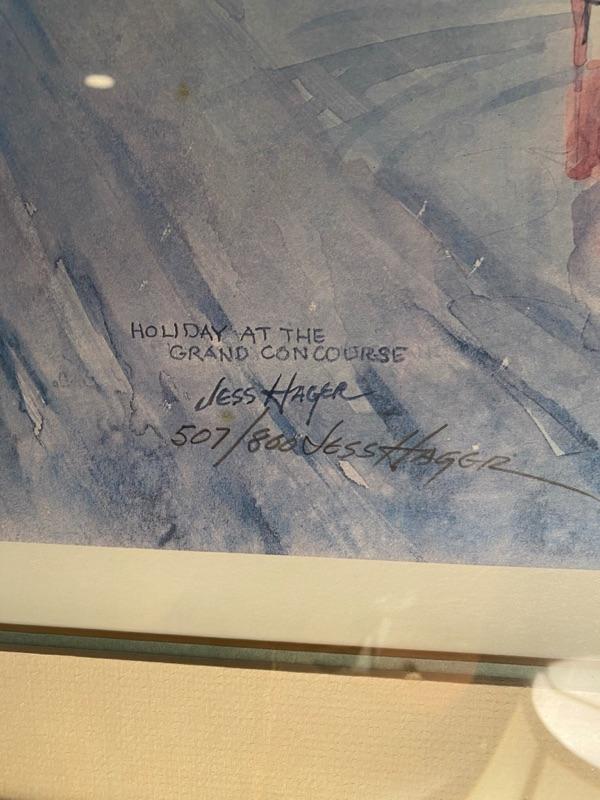 HOLIDAY AT THE
GRAND CONCOURSE
JESS HAGER
507/800 JESS HAGER